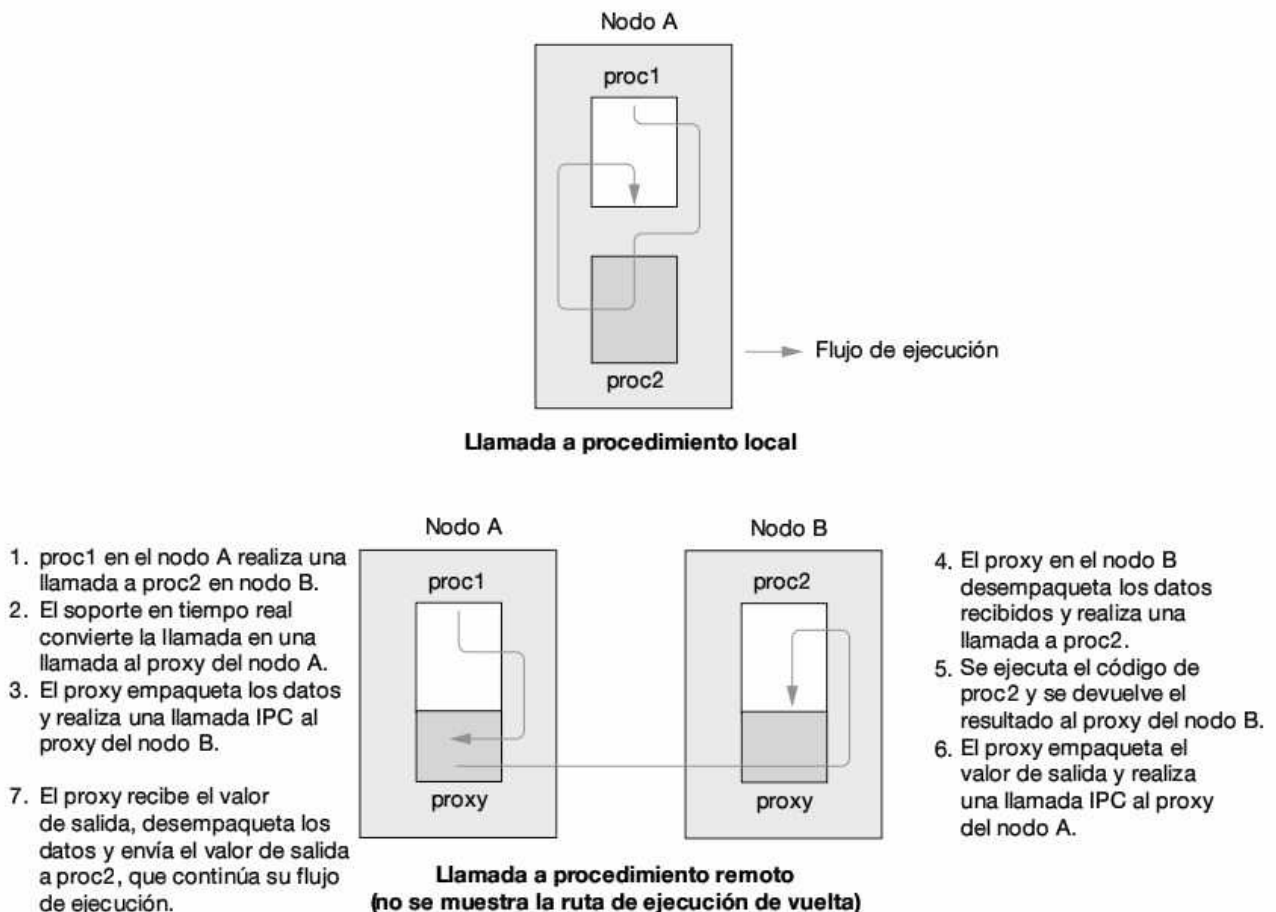 Nodo A
proc1
proc2
Flujo de ejecución
Llamada a procedimiento local
Nodo A
Nodo B
1. proc1 en el nodo A realiza una
llamada a proc2 en nodo B.
2. El soporte en tiempo real
convierte la llamada en una
llamada al proxy del nodo A.
3. El proxy empaqueta los datos
y realiza una llamada IPC al
proxy del nodo B.
7. El proxy recibe el valor
de salida, desempaqueta los
datos y envía el valor de salida
a proc2, que continúa su flujo
de ejecución.
proc1
proxy
proc2
proxy
4. El proxy en el nodo B
desempaqueta los datos
recibidos y realiza una
llamada a proc2.
5. Se ejecuta el código de
proc2 y se devuelve el
resultado al proxy del nodo B.
6. El proxy empaqueta el
valor de salida y realiza
una llamada IPC al proxy
del nodo A.
Llamada a procedimiento remoto
(no se muestra la ruta de ejecución de vuelta)